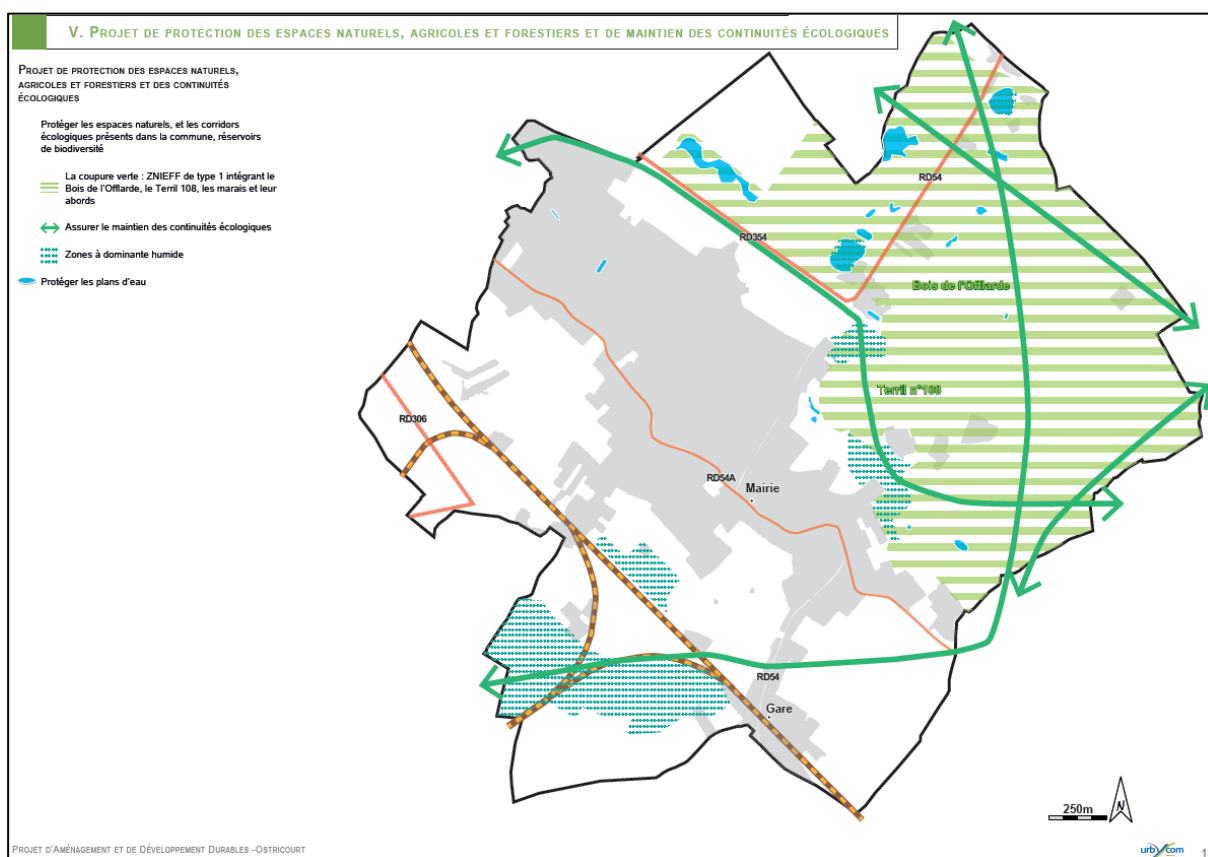 V. PROJET DE PROTECTION DES ESPACES NATURELS, AGRICOLES ET FORESTIERS ET DE MAINTIEN DES CONTINUITÉS ÉCOLOGIQUES
PROJET DE PROTECTION DES ESPACES NATURELS,
AGRICOLES ET FORESTIERS ET DES CONTINUITÉS
ÉCOLOGIQUES
Protéger les espaces naturels, et les corridors
écologiques présents dans la commune, réservoirs
de biodiversité
La coupure verte : ZNIEFF de type 1 intégrant le
Bois de l'Offlarde, le Terril 108, les marais et leur
abords
Assurer le maintien des continuités écologiques
Zones à dominante humide
Protéger les plans d'eau
RD54
RD354
Bois de l'Offlarde
Terril n°108
RD306
RD54A
Mairie
RD54
Gare
250m
N
PROJET D'AMÉNAGEMENT ET DE DÉVELOPPEMENT DURABLES -OSTRICOURT
urbycom